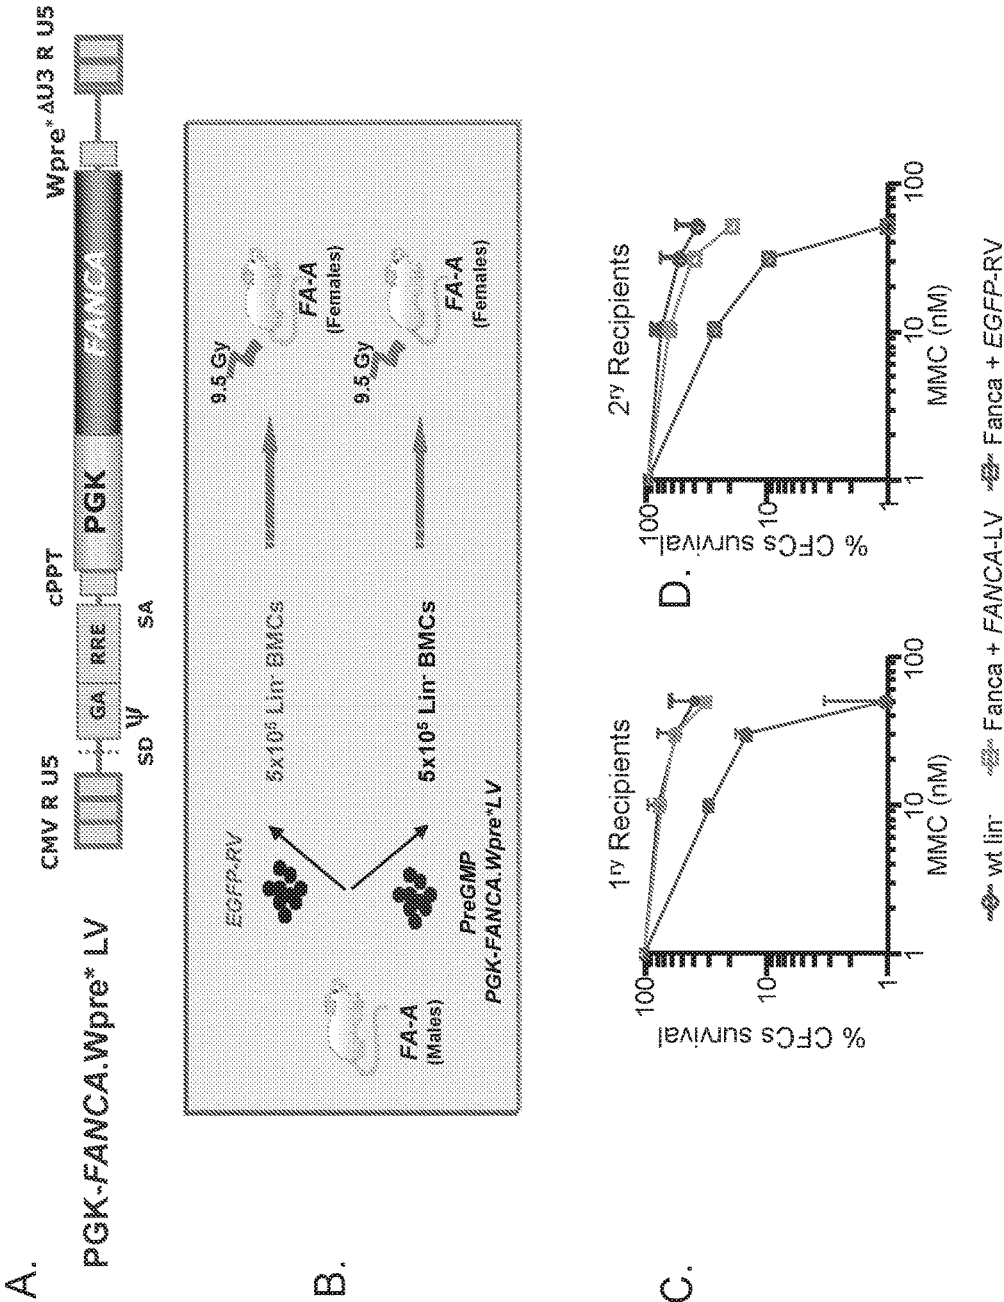 A.
PGK-FANCA.Wpre* LV
CMV R U5
cPPT
Wpre* ΔU3 R U5
GA
RRE
PGK
FANCA
SD
Ψ
SA
B.
FA-A
(Males)
EGFP-RV
5x10⁵ Lin⁻ BMCs
9.5 Gy
FA-A
(Females)
PreGMP
PGK-FANCA.Wpre*LV
5x10⁵ Lin⁻ BMCs
9.5 Gy
FA-A
(Females)
C.
1ʳʸ Recipients
% CFCs survival
100
10
1
1
10
100
MMC (nM)
D.
2ʳʸ Recipients
% CFCs survival
100
10
1
1
10
100
MMC (nM)
wt lin⁻
Fanca + FANCA-LV
Fanca + EGFP-RV